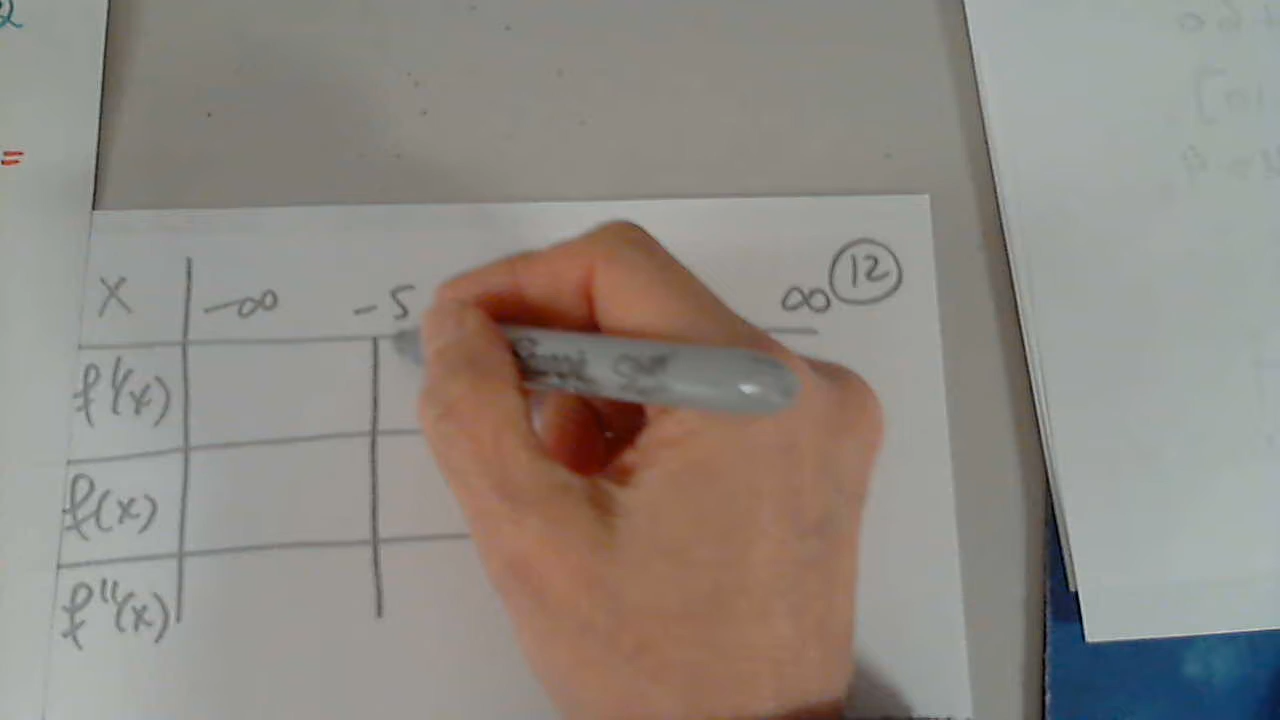 x -∞ -5 ∞ 12
f'(x)
f(x)
f''(x)
=